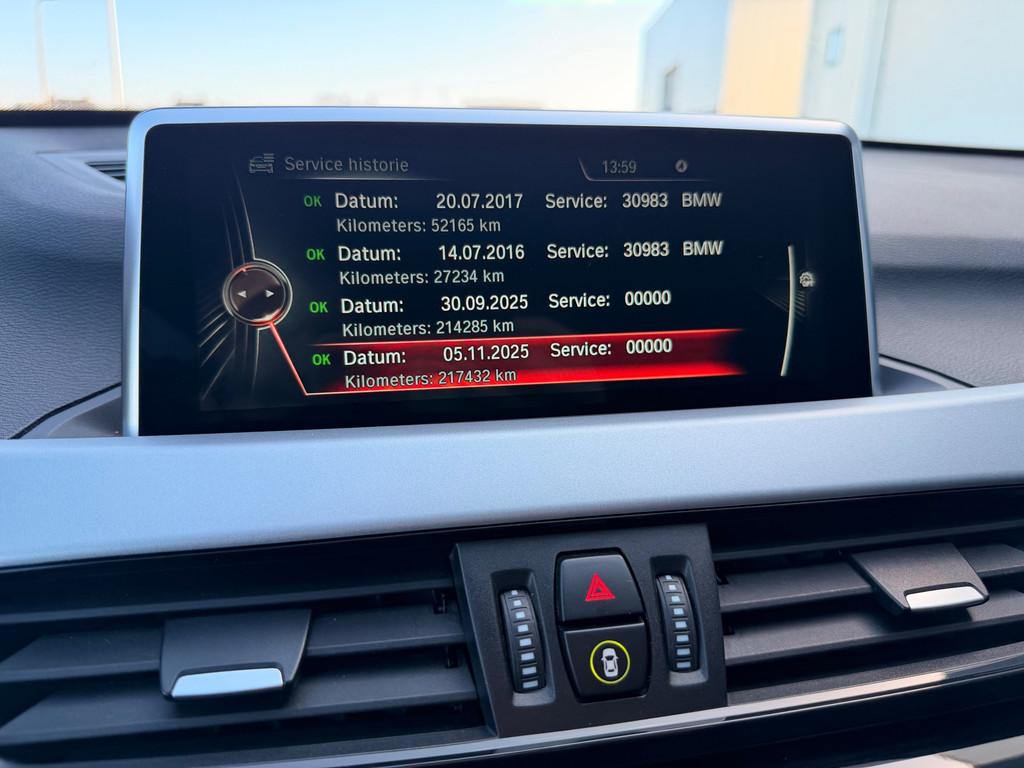 Service historie
13:59
OK Datum: 20.07.2017 Service: 30983 BMW
Kilometers: 52165 km
OK Datum: 14.07.2016 Service: 30983 BMW
Kilometers: 27234 km
OK Datum: 30.09.2025 Service: 00000
Kilometers: 214285 km
OK Datum: 05.11.2025 Service: 00000
Kilometers: 217432 km